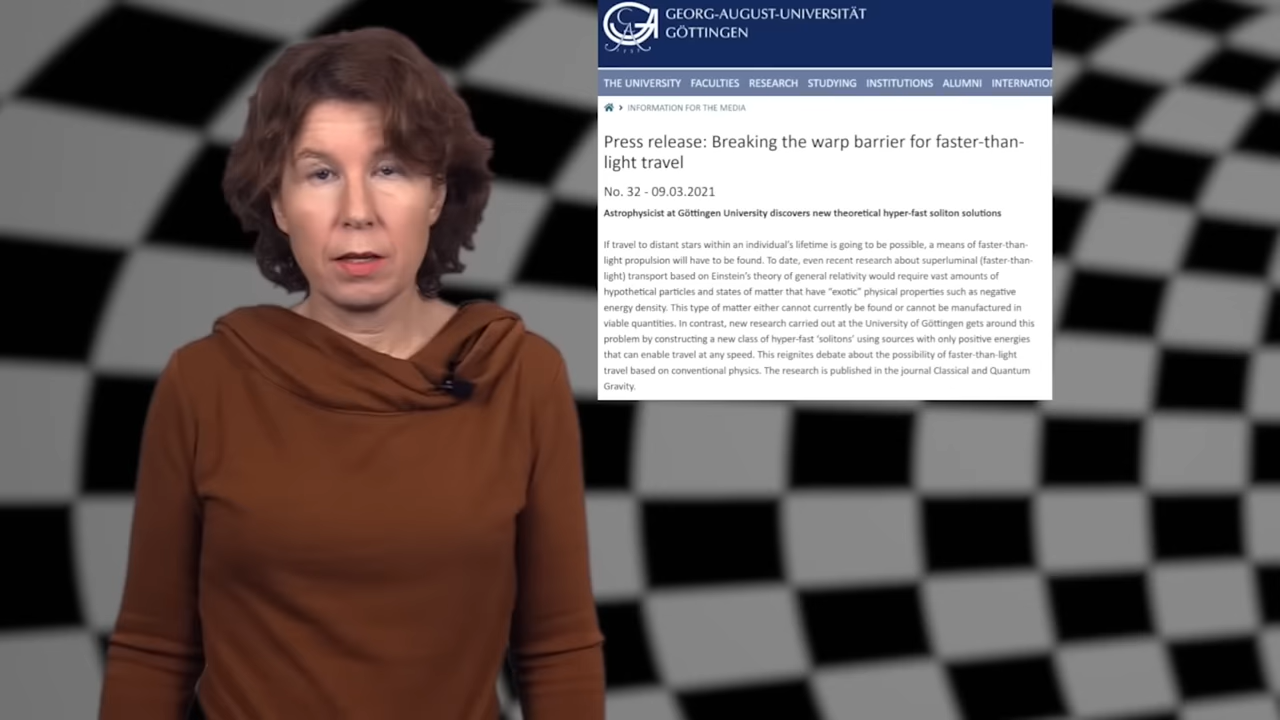 GEORG-AUGUST-UNIVERSITÄT
GÖTTINGEN
THE UNIVERSITY FACULTIES RESEARCH STUDYING INSTITUTIONS ALUMNI INTERNATIO
INFORMATION FOR THE MEDIA
Press release: Breaking the warp barrier for faster-than-
light travel
No. 32 - 09.03.2021
Astrophysicist at Göttingen University discovers new theoretical hyper-fast soliton solutions
If travel to distant stars within an individual's lifetime is going to be possible, a means of faster-than-
light propulsion will have to be found. To date, even recent research about superluminal (faster-than-
light) transport based on Einstein's theory of general relativity would require vast amounts of
hypothetical particles and states of matter that have "exotic" physical properties such as negative
energy density. This type of matter either cannot currently be found or cannot be manufactured in
viable quantities. In contrast, new research carried out at the University of Göttingen gets around this
problem by constructing a new class of hyper-fast 'solitons' using sources with only positive energies
that can enable travel at any speed. This reignites debate about the possibility of faster-than-light
travel based on conventional physics. The research is published in the journal Classical and Quantum
Gravity.